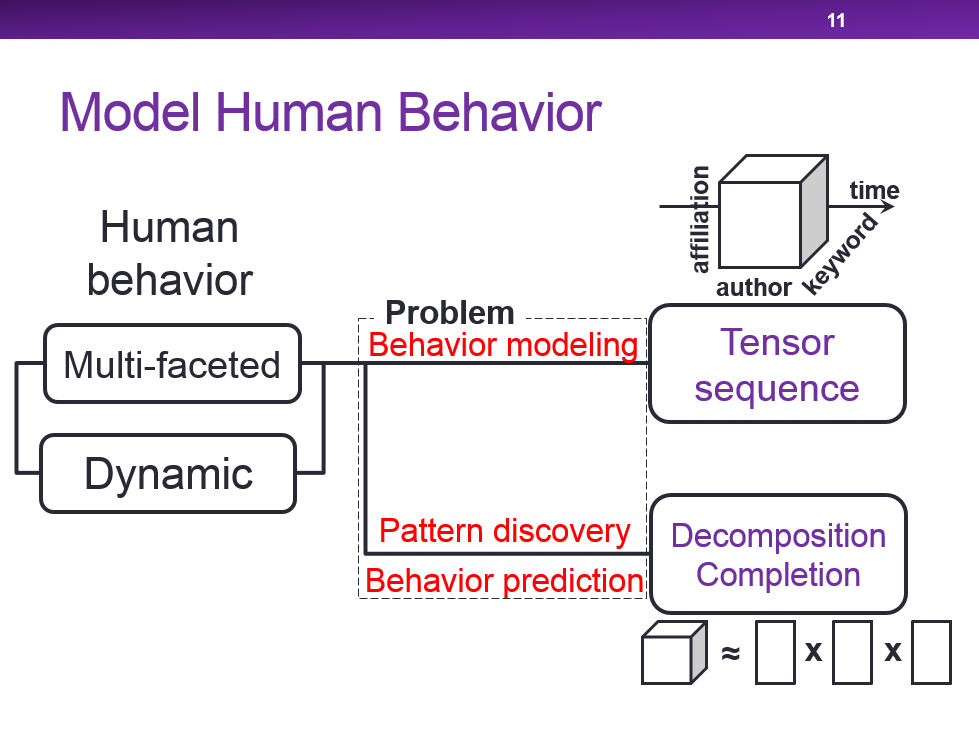 11
Model Human Behavior
Human
behavior
Multi-faceted
Dynamic
Problem
Behavior modeling
Pattern discovery
Behavior prediction
affiliation
author
keyword
time
Tensor
sequence
Decomposition
Completion
≈ x x